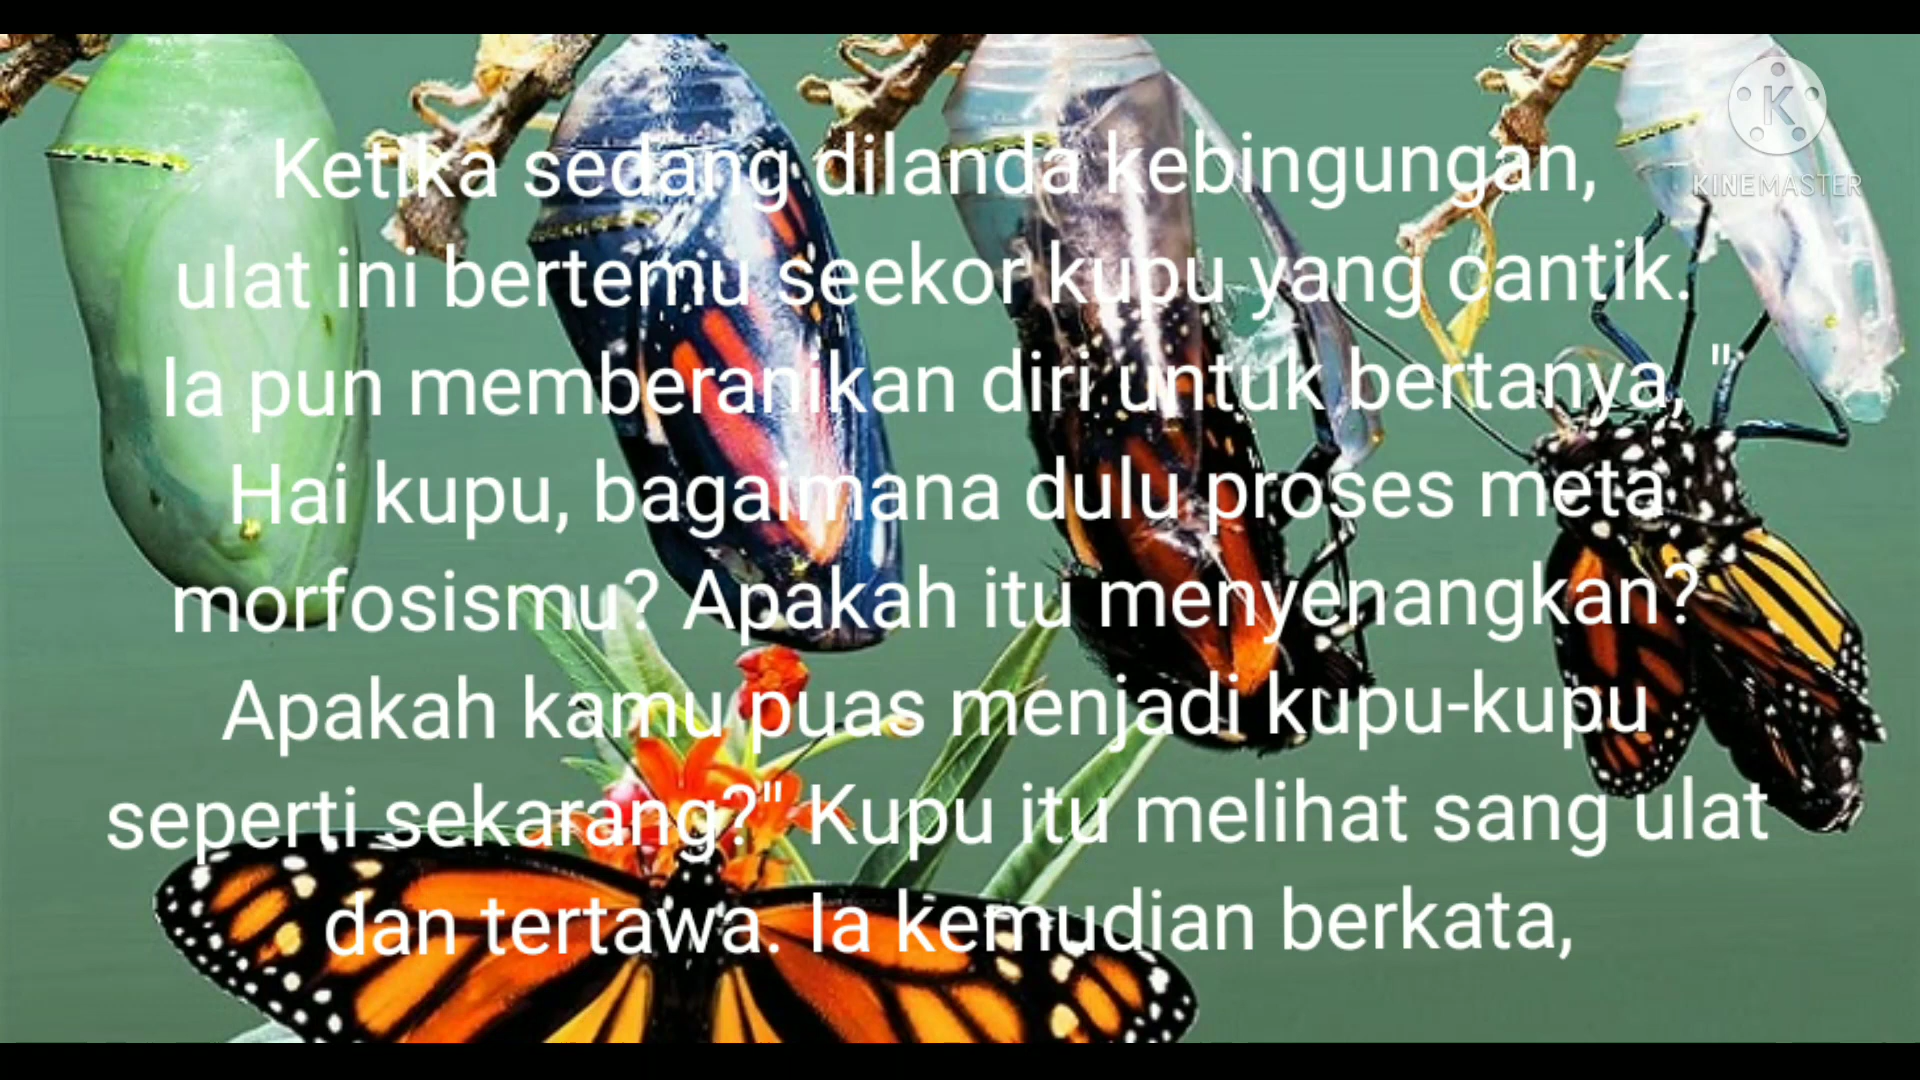 Ketika sedang dilanda kebingungan,
ulat ini bertemu seekor kupu yang cantik.
Ia pun memberanikan diri untuk bertanya, "
Hai kupu, bagaimana dulu proses meta
morfosismu? Apakah itu menyenangkan?
Apakah kamu puas menjadi kupu-kupu
seperti sekarang?" Kupu itu melihat sang ulat
dan tertawa. Ia kemudian berkata,
K
KINEMASTER